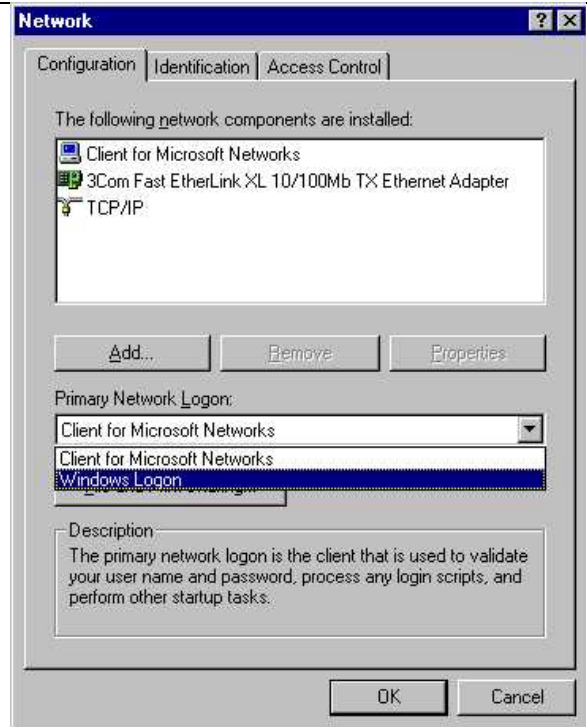 Network
Configuration Identification Access Control
The following network components are installed:
Client for Microsoft Networks
3Com Fast EtherLink XL 10/100Mb TX Ethernet Adapter
TCP/IP
Add... Remove Properties
Primary Network Logon:
Client for Microsoft Networks
Client for Microsoft Networks
Windows Logon
Description
The primary network logon is the client that is used to validate
your user name and password, process any login scripts, and
perform other startup tasks.
OK Cancel